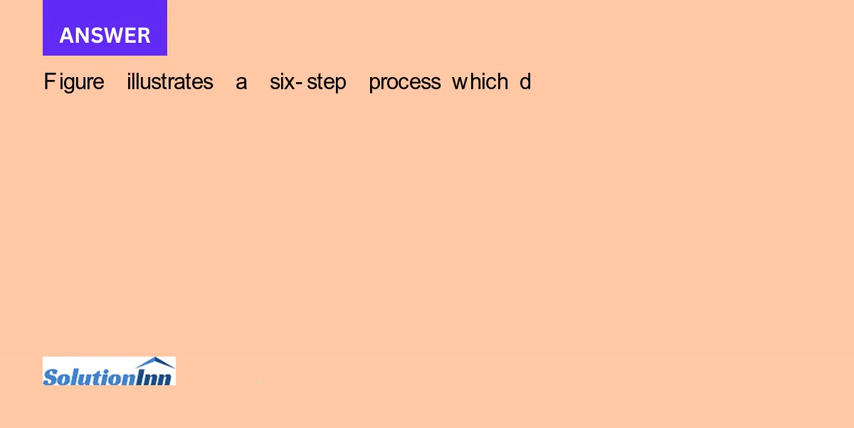 ANSWER
Figure illustrates a six- step process which d
SolutionInn